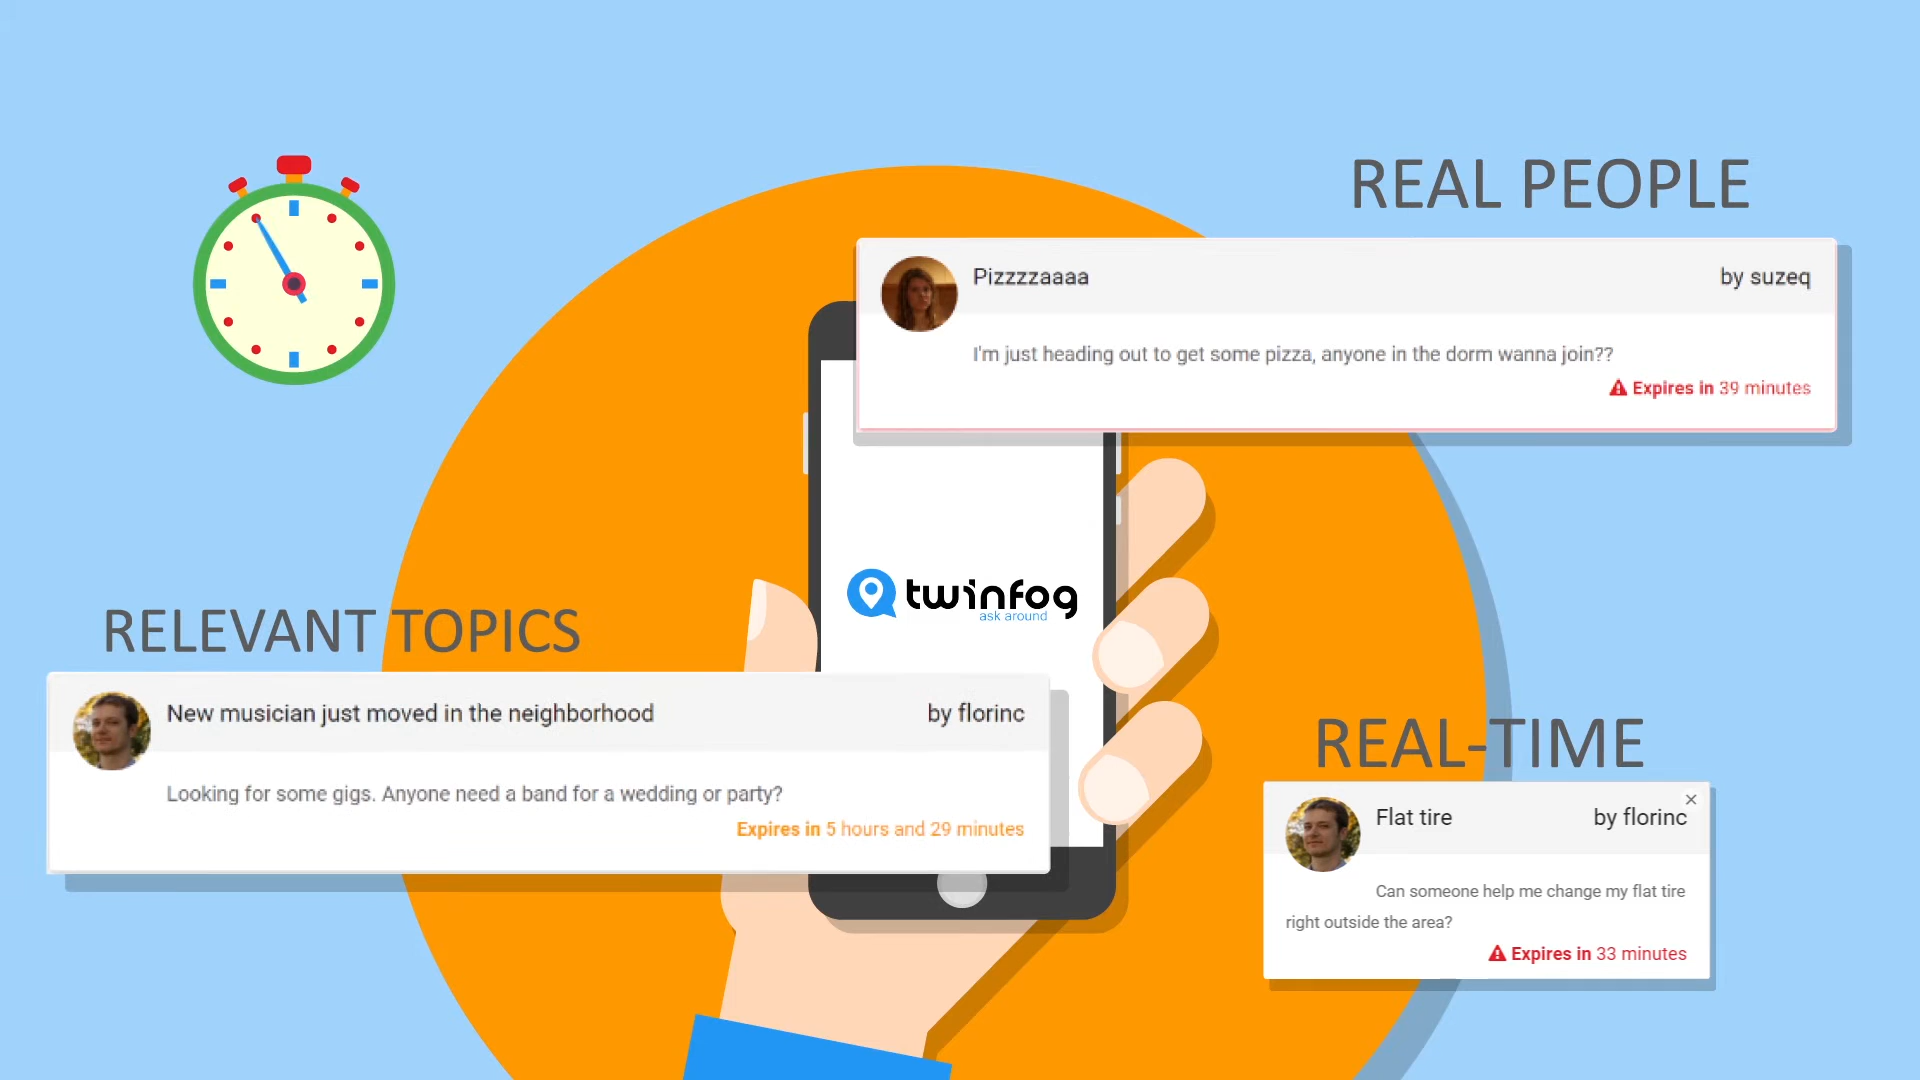 REAL PEOPLE
Pizzzzaaaa
by suzeq
I'm just heading out to get some pizza, anyone in the dorm wanna join??
Expires in 39 minutes
twinfog
ask around
RELEVANT TOPICS
New musician just moved in the neighborhood
by florinc
Looking for some gigs. Anyone need a band for a wedding or party?
Expires in 5 hours and 29 minutes
REAL-TIME
Flat tire
by florinc
Can someone help me change my flat tire
right outside the area?
Expires in 33 minutes